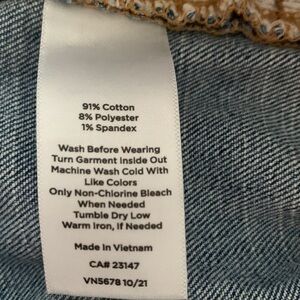 91% Cotton
8% Polyester
1% Spandex
Wash Before Wearing
Turn Garment Inside Out
Machine Wash Cold With
Like Colors
Only Non-Chlorine Bleach
When Needed
Tumble Dry Low
Warm Iron, If Needed
Made in Vietnam
CA# 23147
VN5678 10/21